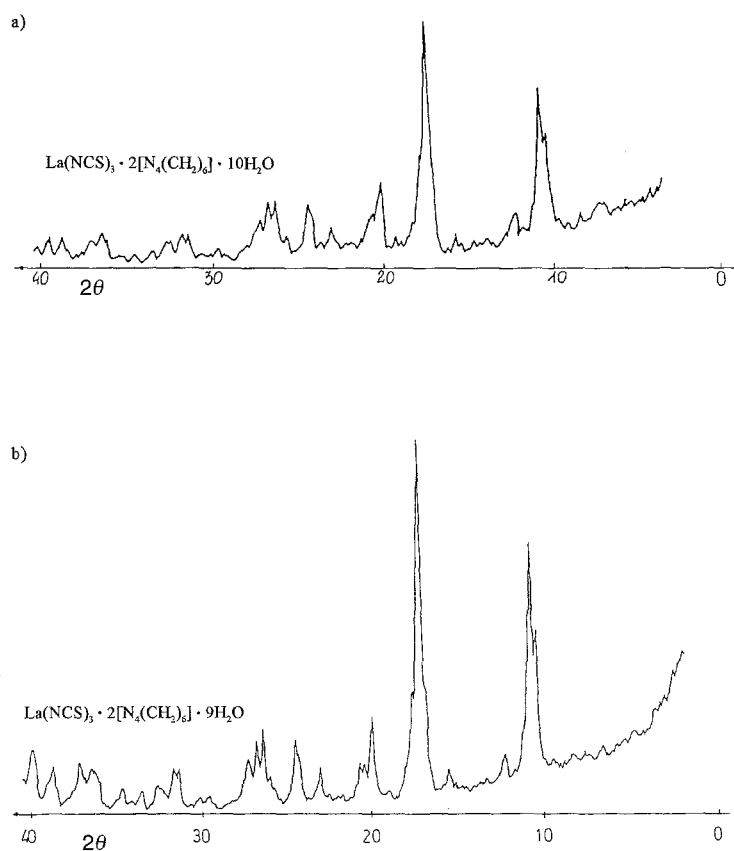 a)
La(NCS)₃ · 2[N₄(CH₂)₆] · 10H₂O
40 30 20 10 0
2θ
b)
La(NCS)₃ · 2[N₄(CH₂)₆] · 9H₂O
40 30 20 10 0
2θ